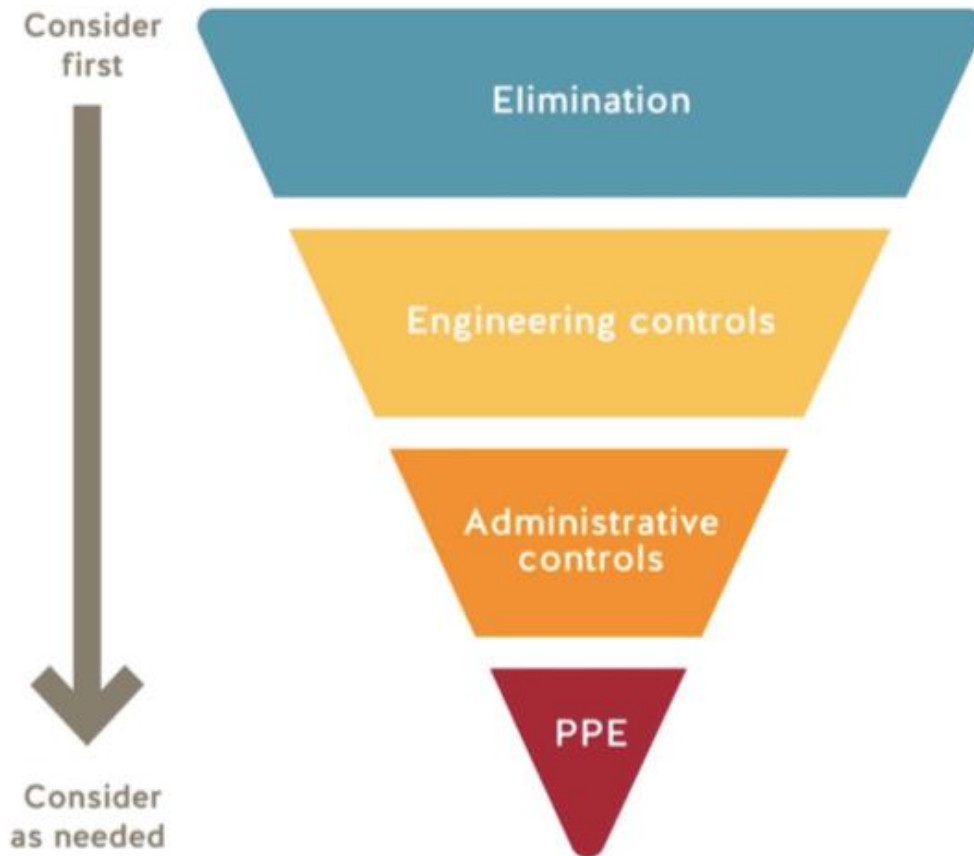 Consider
first
Elimination
Engineering controls
Administrative
controls
PPE
Consider
as needed